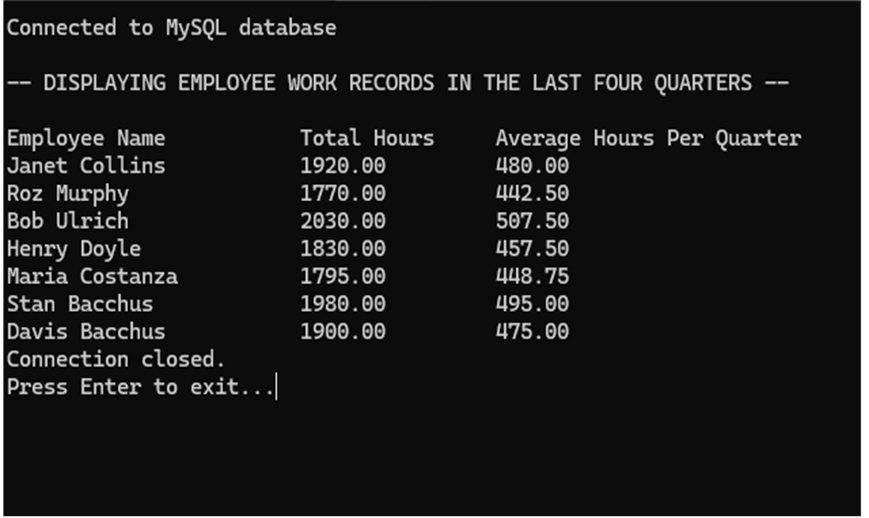 Connected to MySQL database
-- DISPLAYING EMPLOYEE WORK RECORDS IN THE LAST FOUR QUARTERS --
Employee Name Total Hours Average Hours Per Quarter
Janet Collins 1920.00 480.00
Roz Murphy 1770.00 442.50
Bob Ulrich 2030.00 507.50
Henry Doyle 1830.00 457.50
Maria Costanza 1795.00 448.75
Stan Bacchus 1980.00 495.00
Davis Bacchus 1900.00 475.00
Connection closed.
Press Enter to exit...